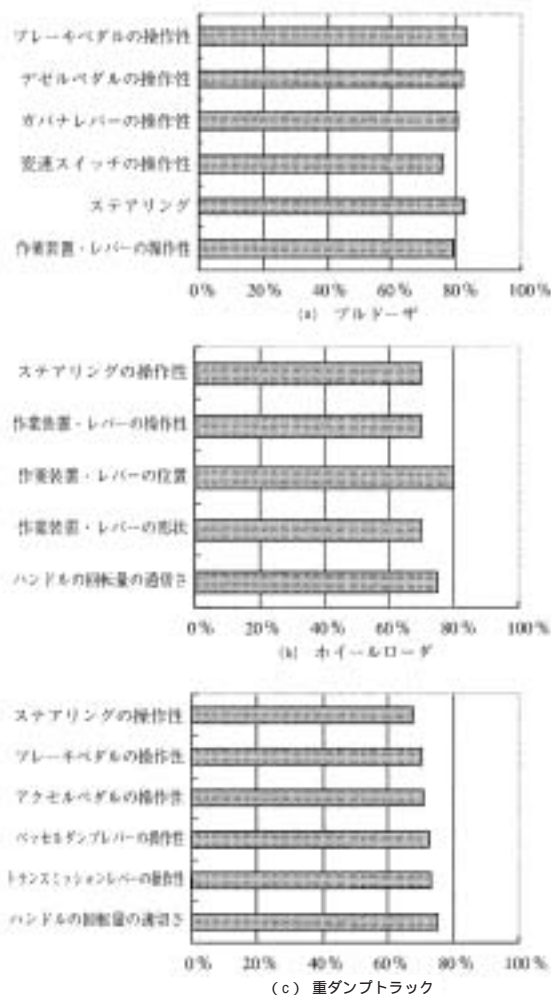 ブレーキペダルの操作性
デゼルペダルの操作性
ガバナレバーの操作性
変速スイッチの操作性
ステアリング
作業装置・レバーの操作性
0% 20% 40% 60% 80% 100%
(a) ブルドーザ
ステアリングの操作性
作業装置・レバーの操作性
作業装置・レバーの位置
作業装置・レバーの形状
ハンドルの回転量の適切さ
0% 20% 40% 60% 80% 100%
(b) ホイールローダ
ステアリングの操作性
ブレーキペダルの操作性
アクセルペダルの操作性
ベッセルダンプレバーの操作性
トランスミッションレバーの操作性
ハンドルの回転量の適切さ
0% 20% 40% 60% 80% 100%
(c) 重ダンプトラック